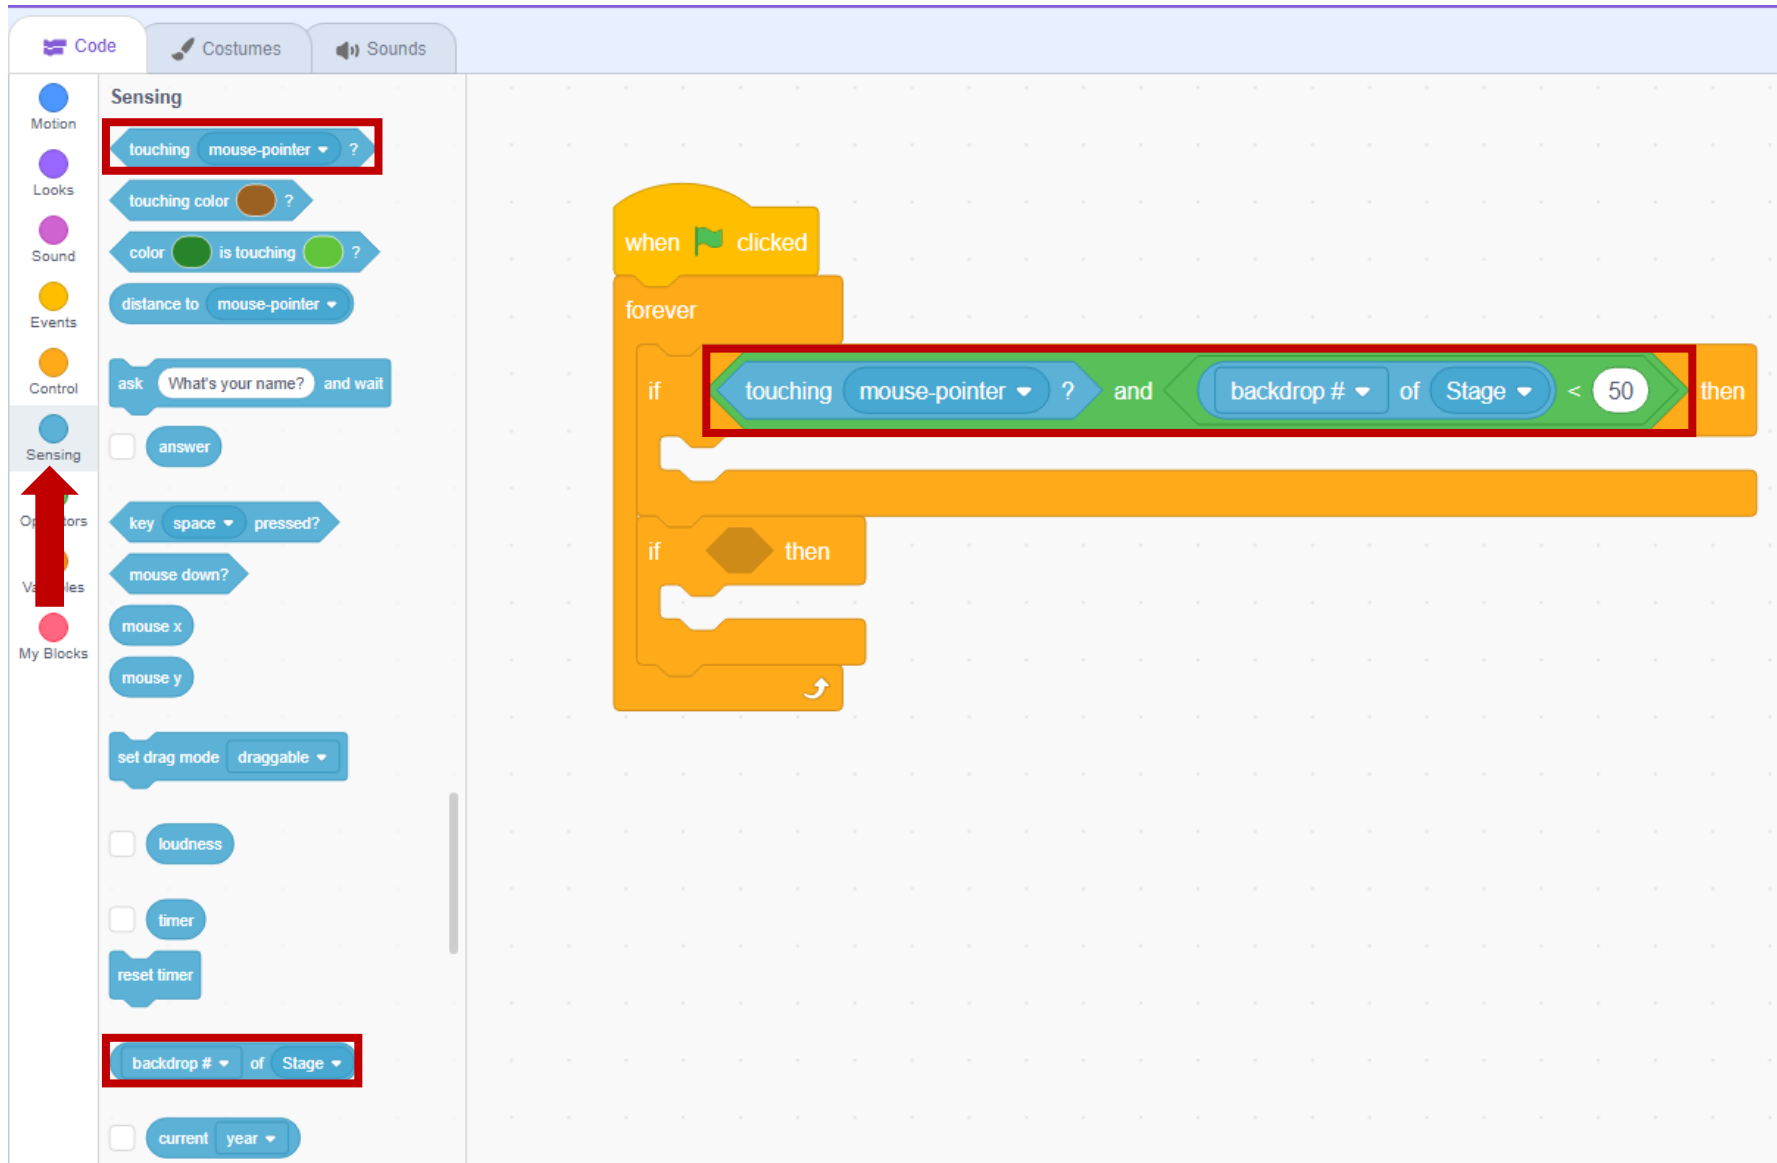 Code Costumes Sounds
Motion
Looks
Sound
Events
Control
Sensing
My Blocks
Sensing
touching mouse-pointer ?
touching color ?
color is touching ?
distance to mouse-pointer
ask What's your name? and wait
answer
key space pressed?
mouse down?
mouse x
mouse y
set drag mode draggable
loudness
timer
reset timer
backdrop # of Stage
current year
when clicked
forever
if touching mouse-pointer ? and backdrop # of Stage < 50 then
if then